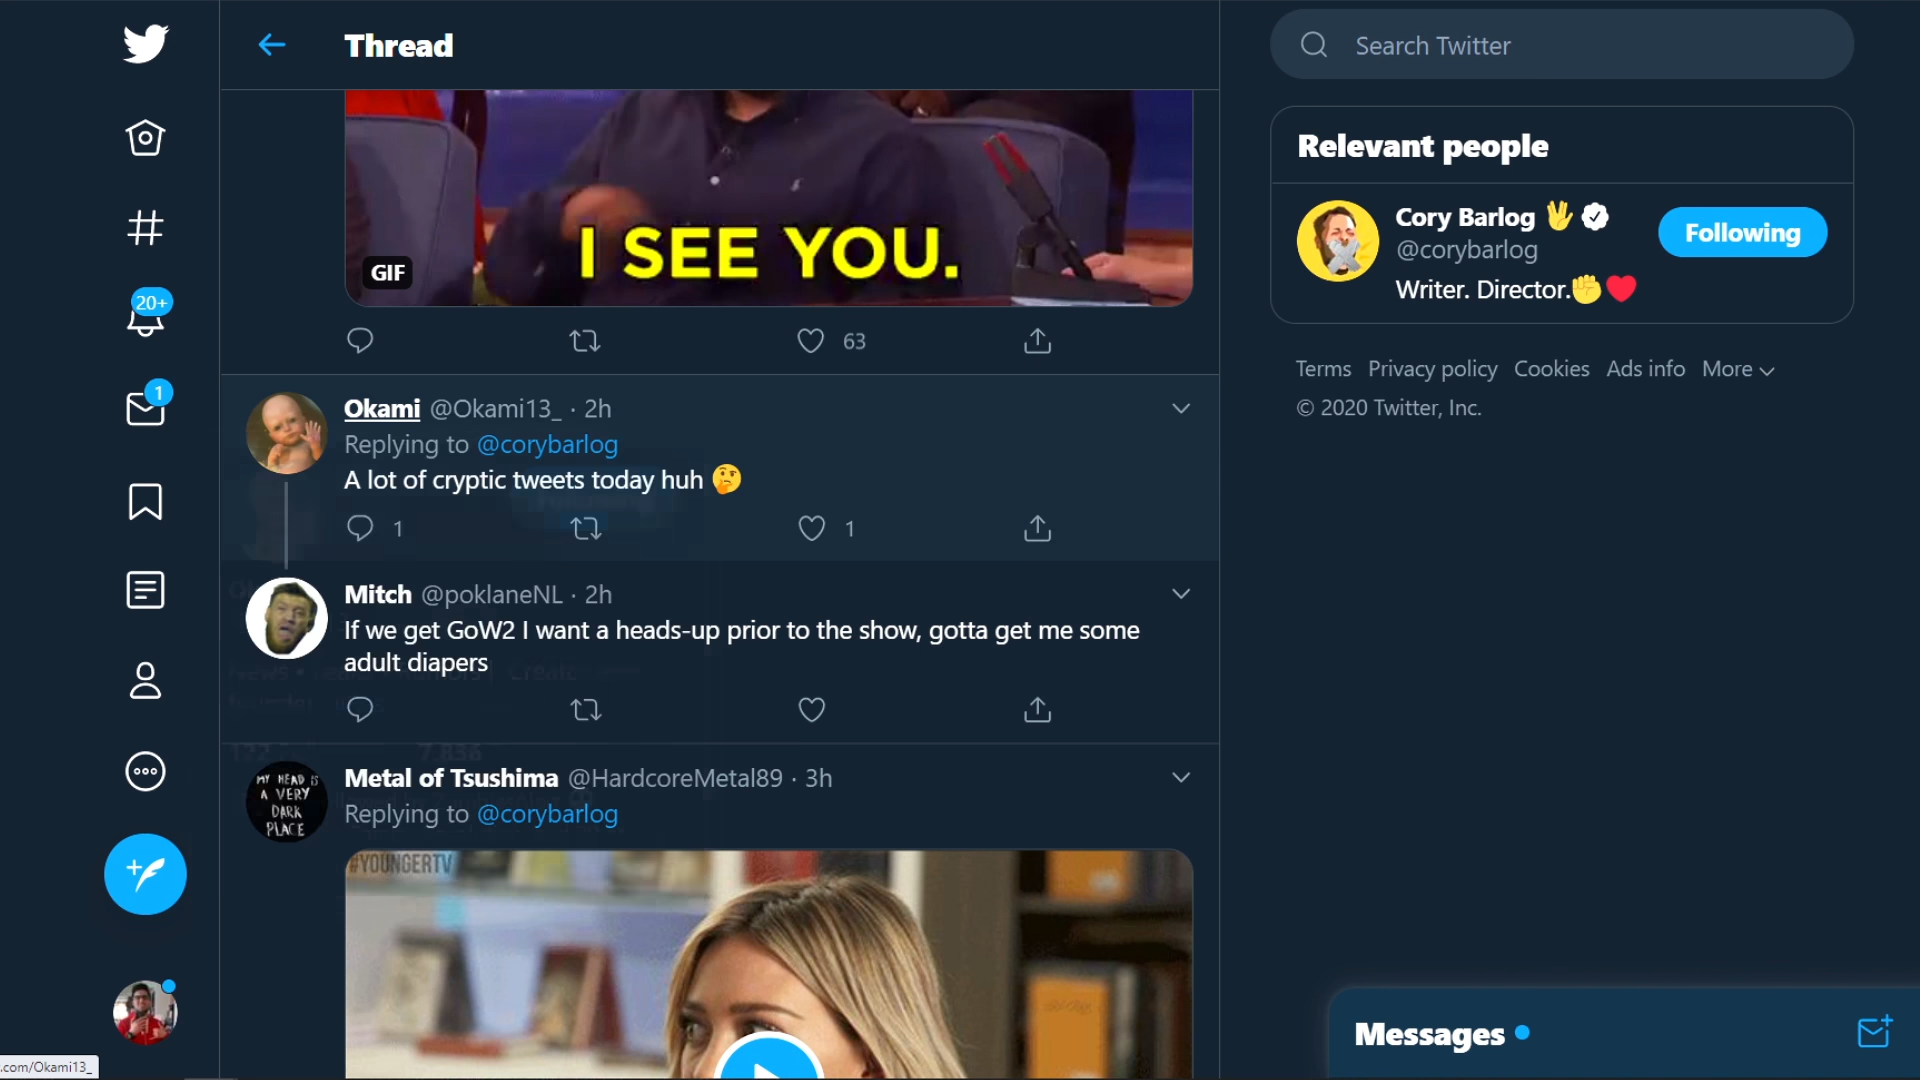 Thread
Search Twitter
I SEE YOU.
GIF
63
Relevant people
Cory Barlog 🖖
@corybarlog
Following
Writer. Director.✊❤️
Terms Privacy policy Cookies Ads info More
© 2020 Twitter, Inc.
20+
1
Okami @Okami13_ · 2h
Replying to @corybarlog
A lot of cryptic tweets today huh 🤔
1 1
Mitch @poklaneNL · 2h
If we get GoW2 I want a heads-up prior to the show, gotta get me some
adult diapers
Metal of Tsushima @HardcoreMetal89 · 3h
Replying to @corybarlog
MY HEAD IS
A VERY
DARK
PLACE
#YOUNGERTV
Messages
.com/Okami13_